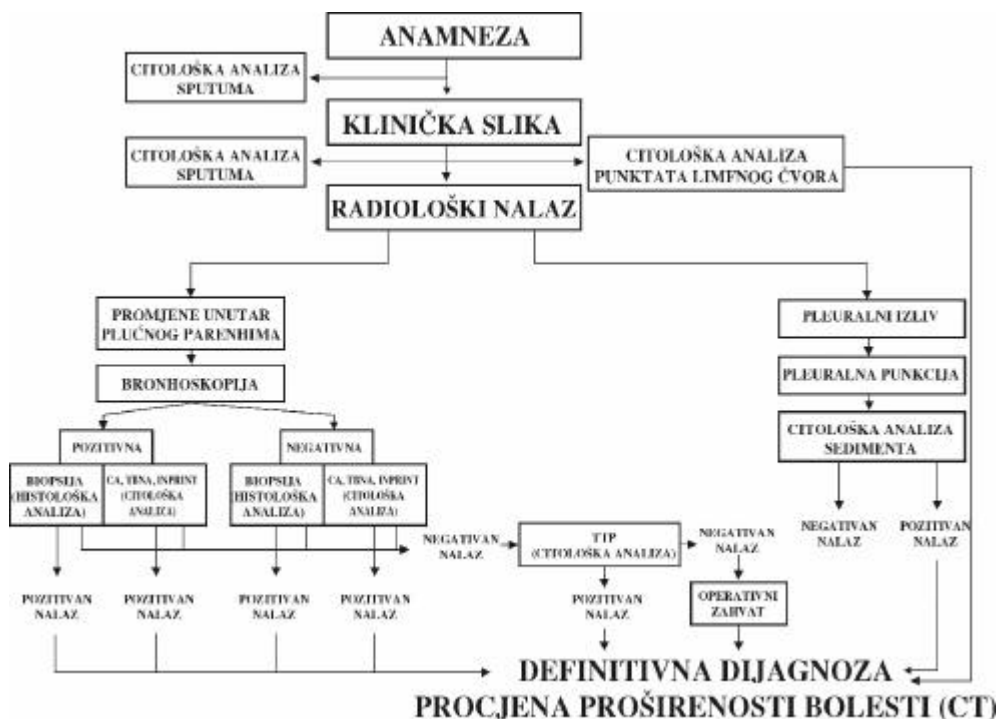 ANAMNEZA
CITOLOŠKA ANALIZA
SPUTUMA
KLINIČKA SLIKA
CITOLOŠKA ANALIZA
SPUTUMA
CITOLOŠKA ANALIZA
PUNKTATA LIMFNOG ČVORA
RADIOLOŠKI NALAZ
PROMJENE UNUTAR
PLUĆNOG PARENHIMA
BRONHOSKOPIJA
POZITIVNA
NEGATIVNA
BIOPSIJA
(HISTOLOŠKA
ANALIZA)
CA, TBNA, INPRINT
(CITOLOŠKA
ANALIZA)
BIOPSIJA
(HISTOLOŠKA
ANALIZA)
CA, TBNA, INPRINT
(CITOLOŠKA
ANALIZA)
PLEURALNI IZLIV
PLEURALNA PUNKCIJA
CITOLOŠKA ANALIZA
SEDIMENTA
NEGATIVAN
NALAZ
POZITIVAN
NALAZ
NEGATIVAN
NALAZ
TTP
(CITOLOŠKA ANALIZA)
NEGATIVAN
NALAZ
POZITIVAN
NALAZ
POZITIVAN
NALAZ
POZITIVAN
NALAZ
POZITIVAN
NALAZ
POZITIVAN
NALAZ
OPERATIVNI
ZAHVAT
DEFINITIVNA DIJAGNOZA
PROCJENA PROŠIRENOSTI BOLESTI (CT)